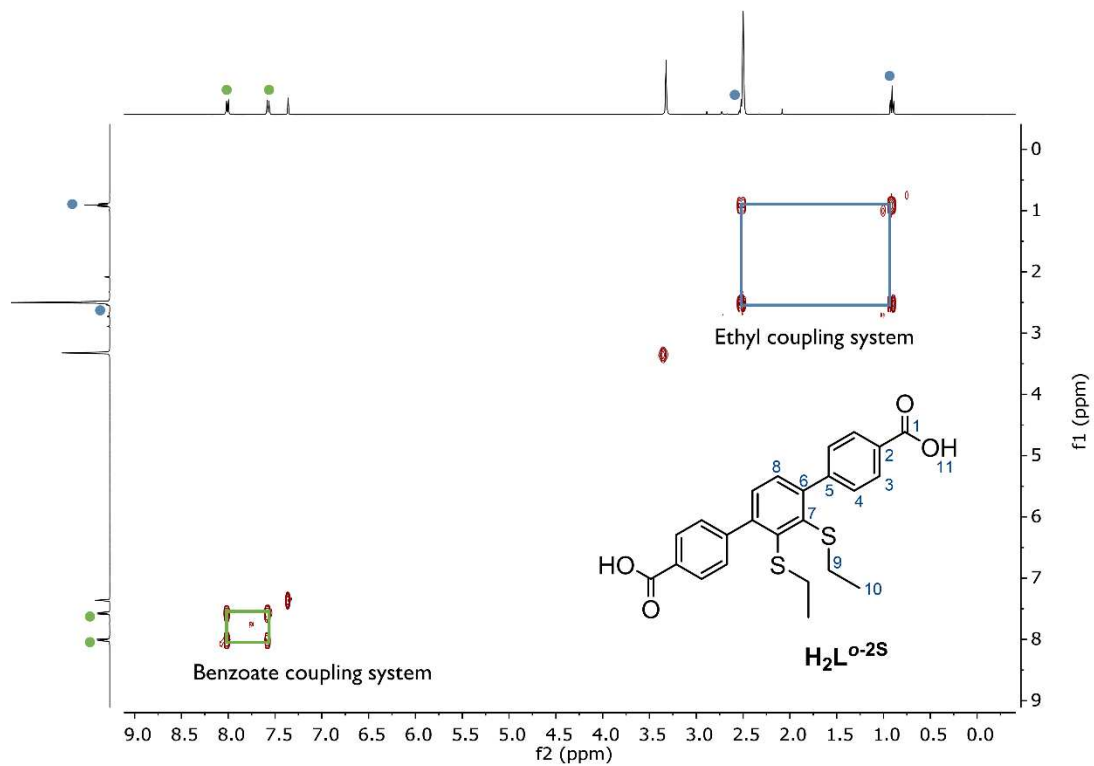 0
1
2
Ethyl coupling system
3
4
O
1
OH
11
2
3
8
6
5
4
7
S
9
S
10
HO
O
H2Lo-2S
5
6
7
8
9
f1 (ppm)
Benzoate coupling system
9.0 8.5 8.0 7.5 7.0 6.5 6.0 5.5 5.0 4.5 4.0 3.5 3.0 2.5 2.0 1.5 1.0 0.5 0.0
f2 (ppm)